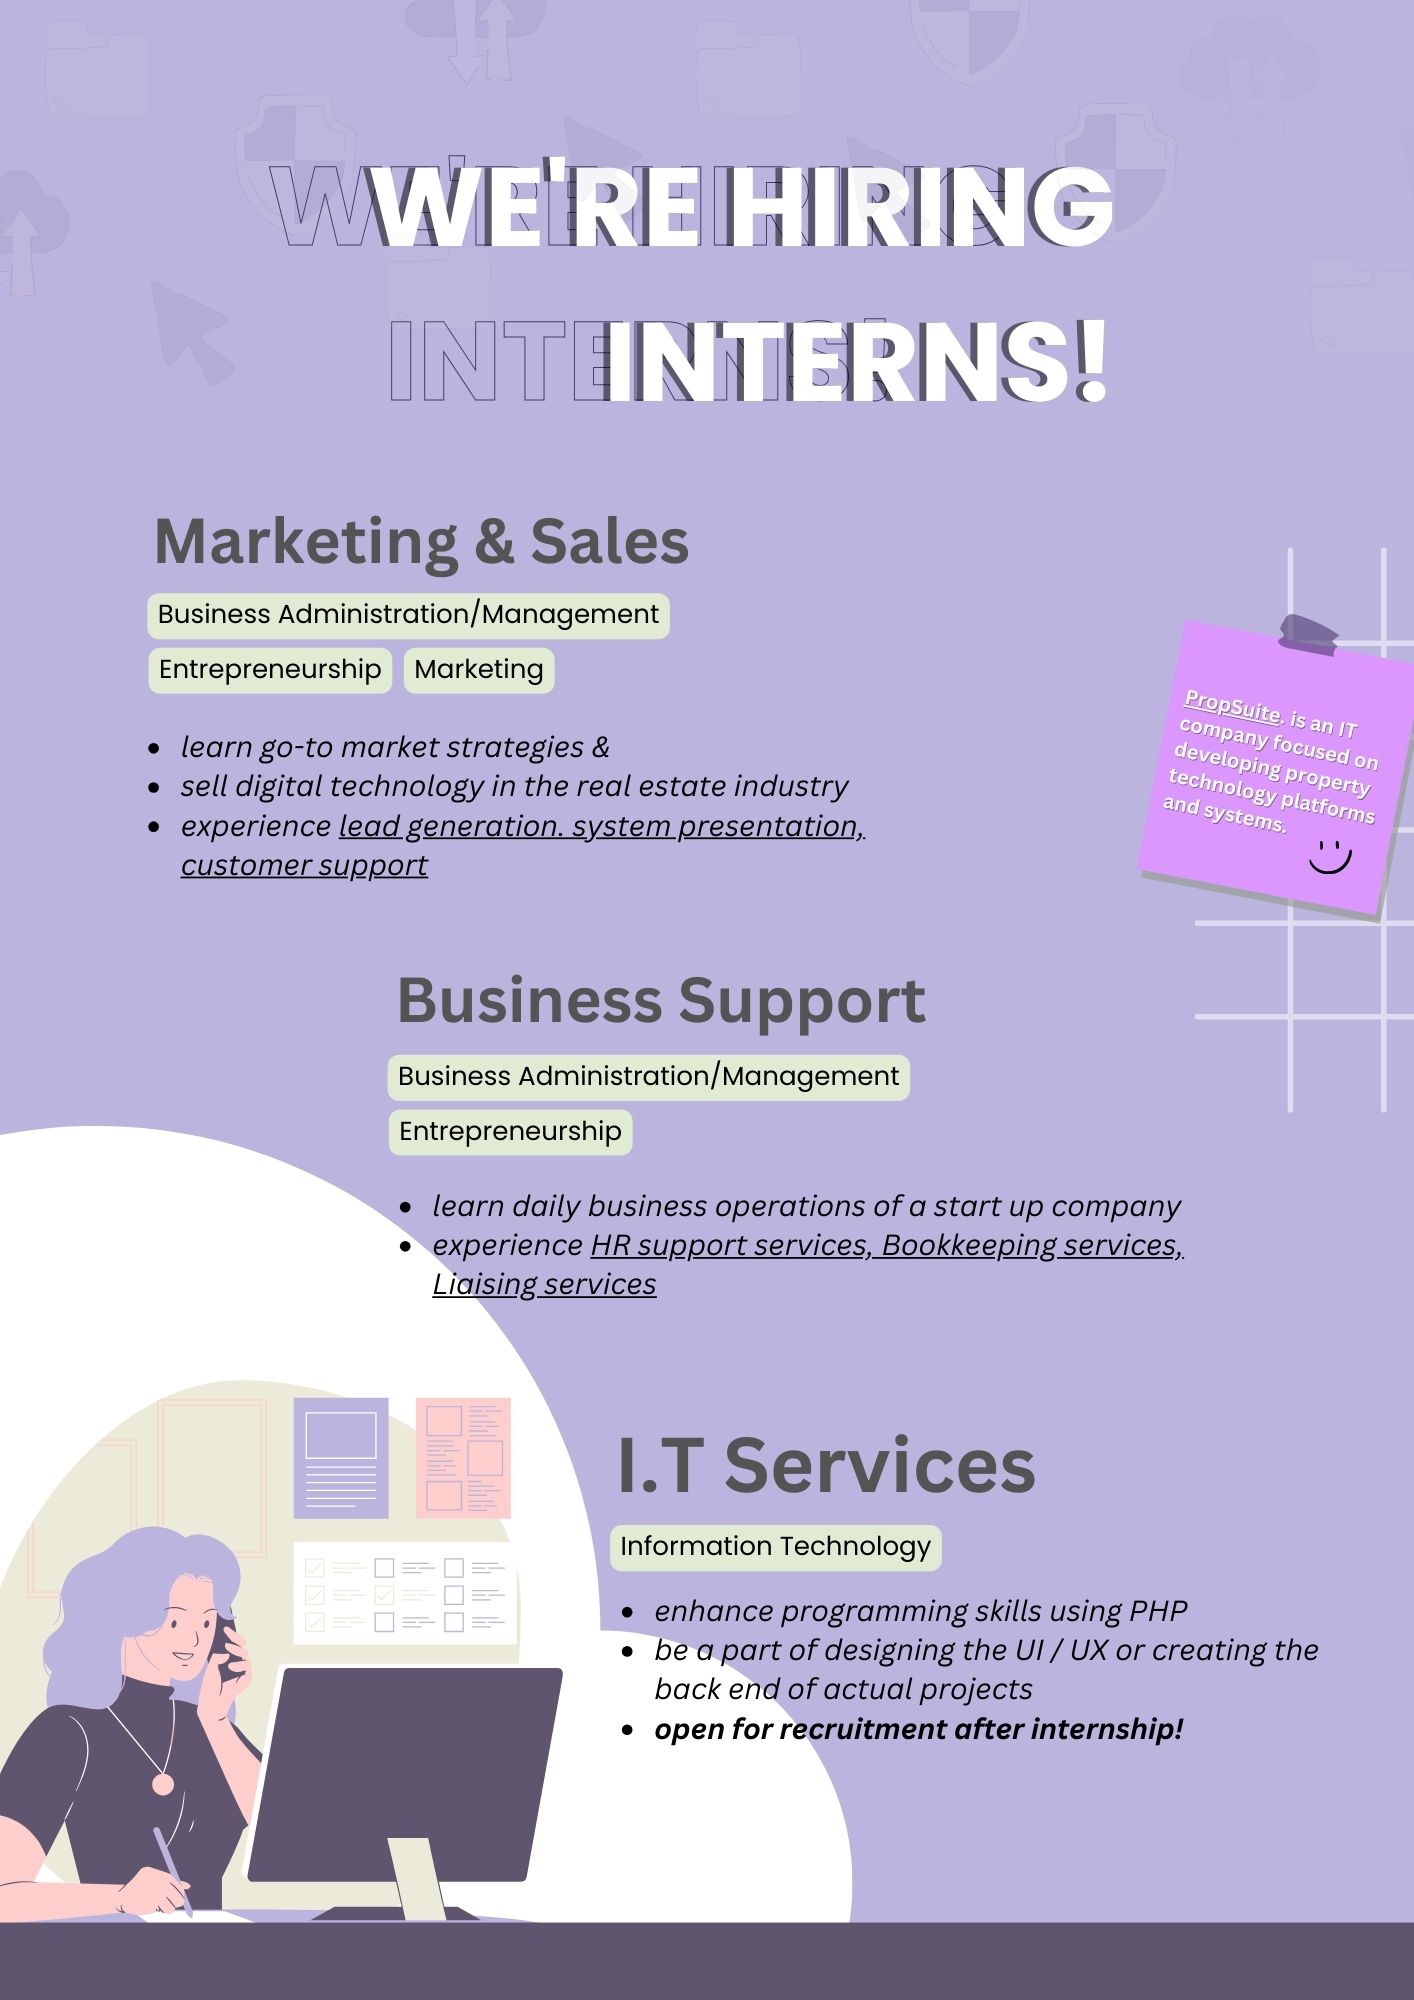 WE'RE HIRING
INTERNS!
Marketing & Sales
Business Administration/Management
Entrepreneurship Marketing
learn go-to market strategies &
sell digital technology in the real estate industry
experience lead generation. system presentation,
customer support
PropSuite. is an IT
company focused on
developing property
technology platforms
and systems.
Business Support
Business Administration/Management
Entrepreneurship
learn daily business operations of a start up company
experience HR support services, Bookkeeping services,
Liaising services
I.T Services
Information Technology
enhance programming skills using PHP
be a part of designing the UI / UX or creating the
back end of actual projects
open for recruitment after internship!